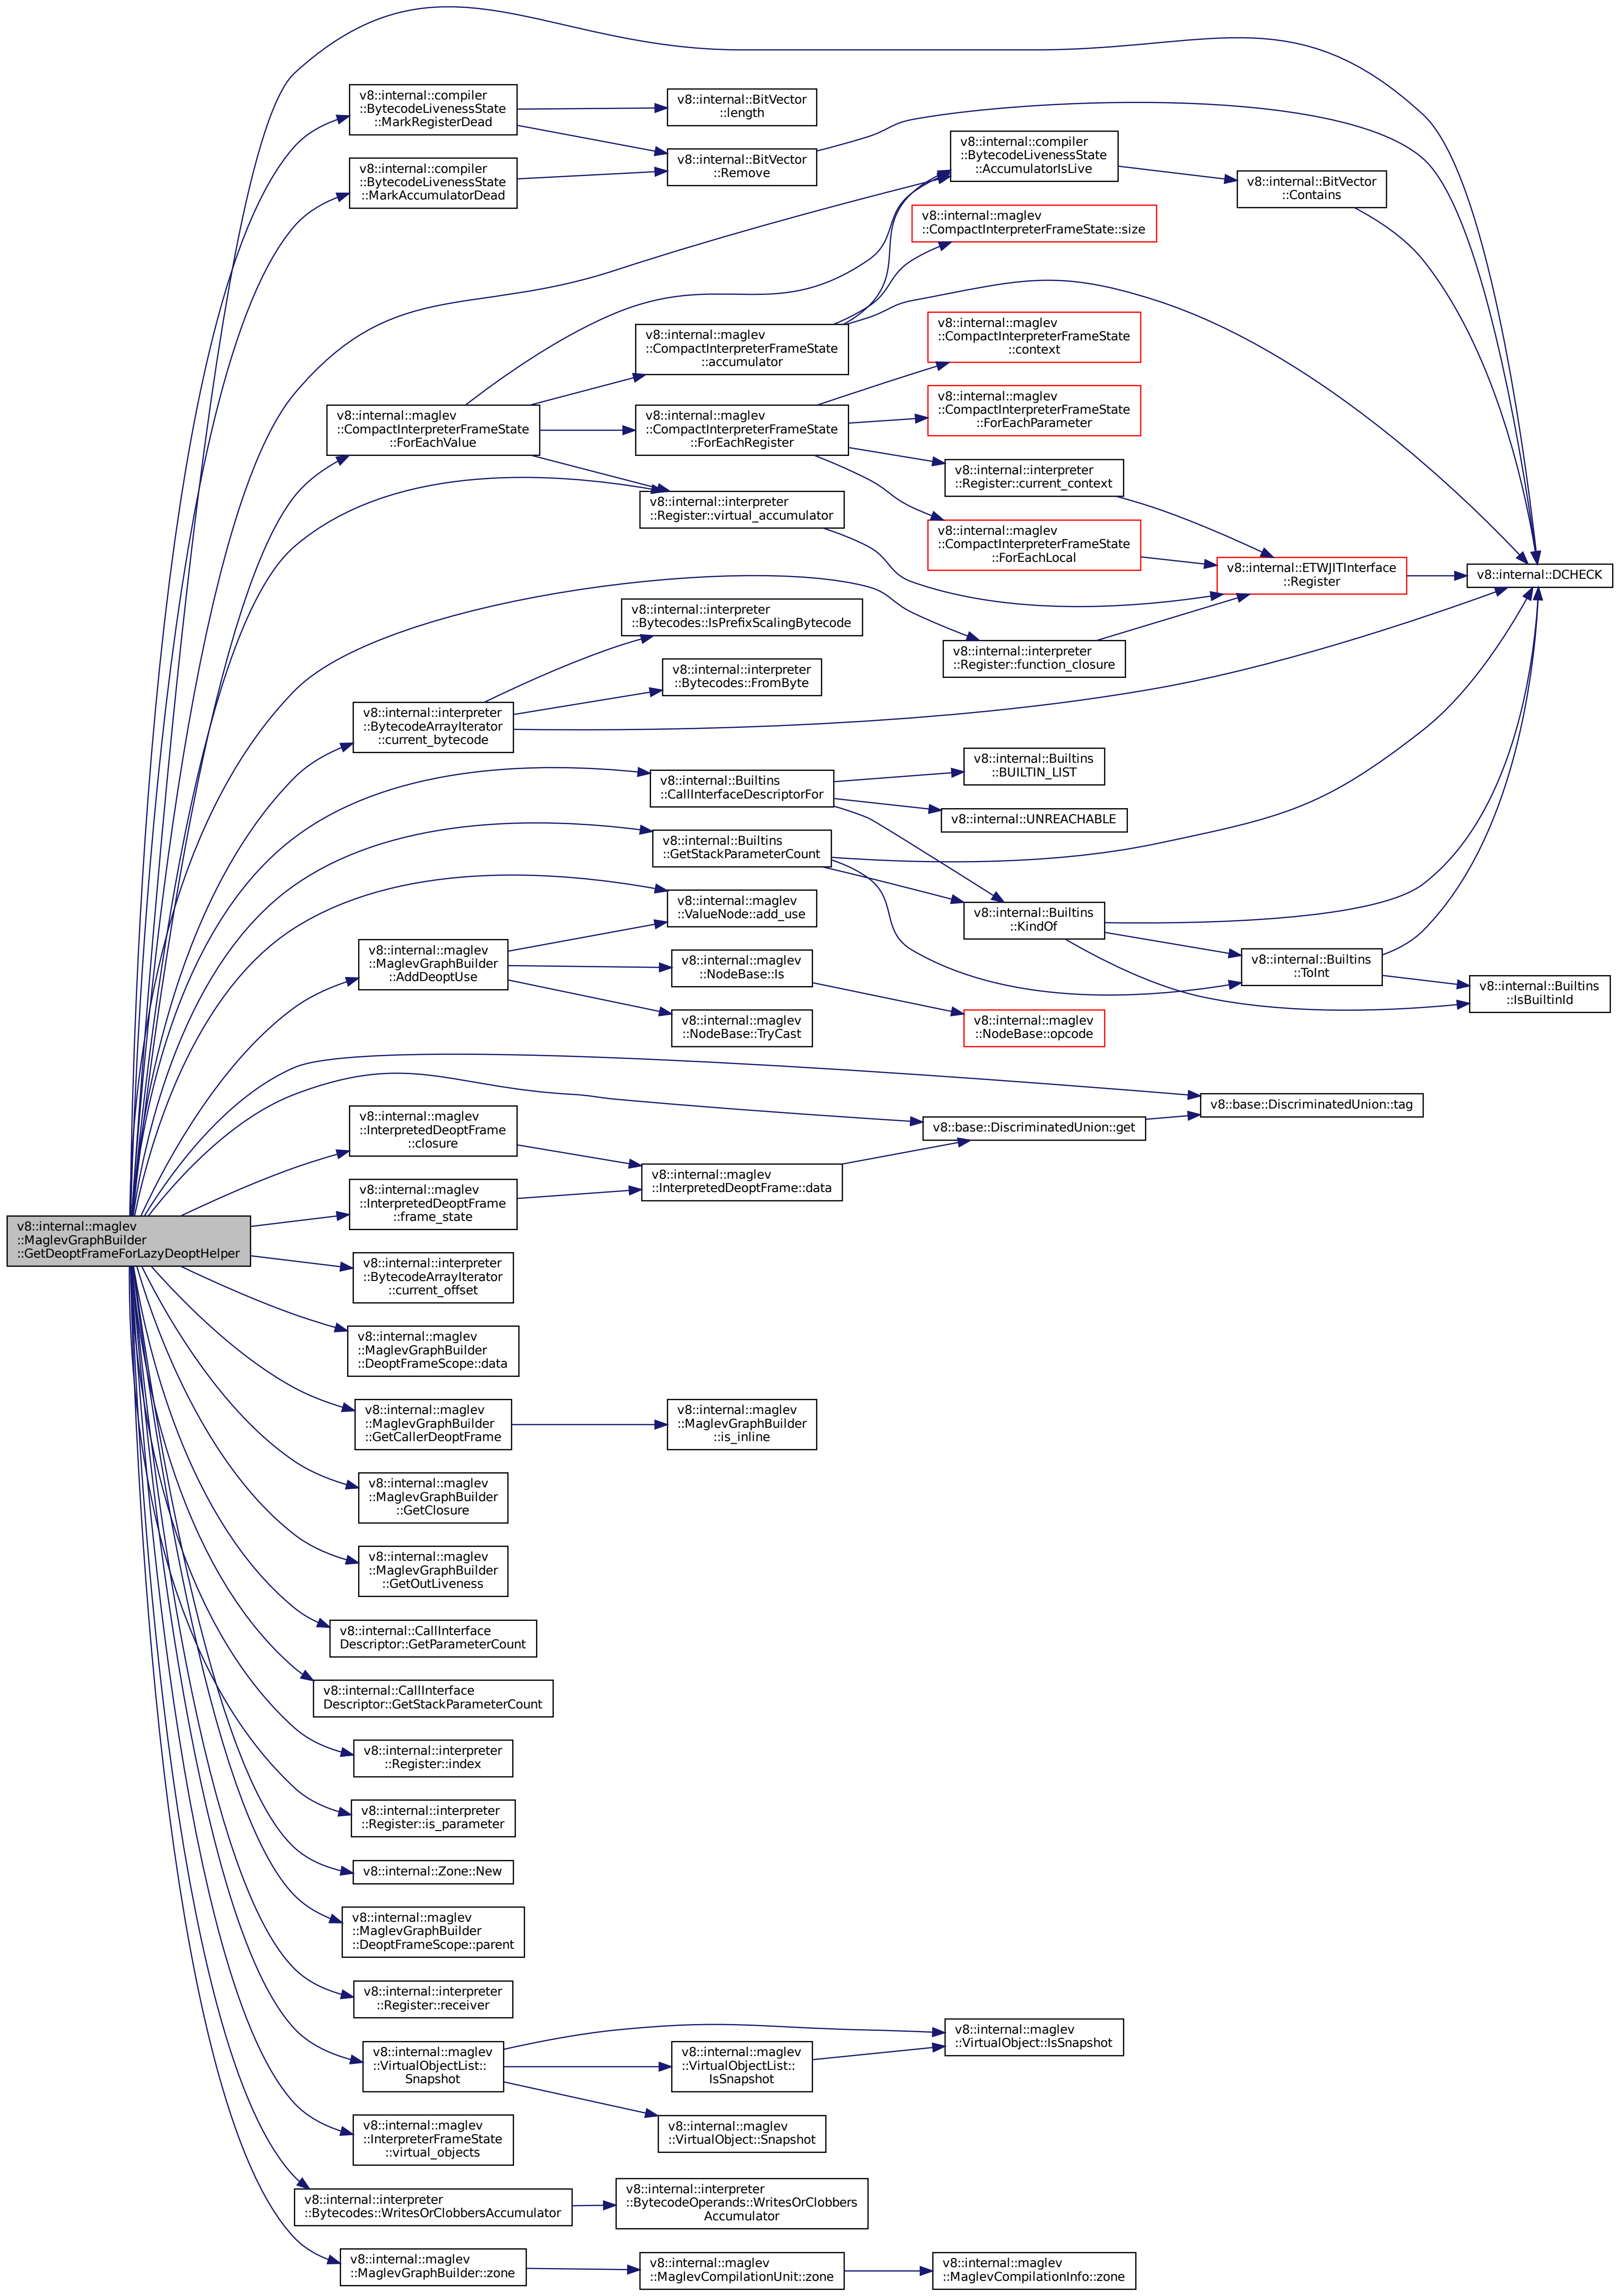 v8::internal::maglev
::MaglevGraphBuilder
::GetDeoptFrameForLazyDeoptHelper
v8::internal::compiler
::BytecodeLivenessState
::MarkRegisterDead
v8::internal::BitVector
::length
v8::internal::BitVector
::Remove
v8::internal::compiler
::BytecodeLivenessState
::MarkAccumulatorDead
v8::internal::compiler
::BytecodeLivenessState
::AccumulatorIsLive
v8::internal::BitVector
::Contains
v8::internal::maglev
::CompactInterpreterFrameState::size
v8::internal::maglev
::CompactInterpreterFrameState
::accumulator
v8::internal::maglev
::CompactInterpreterFrameState
::context
v8::internal::maglev
::CompactInterpreterFrameState
::ForEachValue
v8::internal::maglev
::CompactInterpreterFrameState
::ForEachRegister
v8::internal::maglev
::CompactInterpreterFrameState
::ForEachParameter
v8::internal::interpreter
::Register::current_context
v8::internal::interpreter
::Register::virtual_accumulator
v8::internal::maglev
::CompactInterpreterFrameState
::ForEachLocal
v8::internal::ETWJITInterface
::Register
v8::internal::DCHECK
v8::internal::interpreter
::Bytecodes::IsPrefixScalingBytecode
v8::internal::interpreter
::Register::function_closure
v8::internal::interpreter
::Bytecodes::FromByte
v8::internal::interpreter
::BytecodeArrayIterator
::current_bytecode
v8::internal::Builtins
::BUILTIN_LIST
v8::internal::Builtins
::CallInterfaceDescriptorFor
v8::internal::UNREACHABLE
v8::internal::Builtins
::GetStackParameterCount
v8::internal::maglev
::ValueNode::add_use
v8::internal::Builtins
::KindOf
v8::internal::maglev
::MaglevGraphBuilder
::AddDeoptUse
v8::internal::maglev
::NodeBase::Is
v8::internal::Builtins
::ToInt
v8::internal::Builtins
::IsBuiltinId
v8::internal::maglev
::NodeBase::TryCast
v8::internal::maglev
::NodeBase::opcode
v8::base::DiscriminatedUnion::tag
v8::internal::maglev
::InterpretedDeoptFrame
::closure
v8::base::DiscriminatedUnion::get
v8::internal::maglev
::InterpretedDeoptFrame::data
v8::internal::maglev
::InterpretedDeoptFrame
::frame_state
v8::internal::interpreter
::BytecodeArrayIterator
::current_offset
v8::internal::maglev
::MaglevGraphBuilder
::DeoptFrameScope::data
v8::internal::maglev
::MaglevGraphBuilder
::GetCallerDeoptFrame
v8::internal::maglev
::MaglevGraphBuilder
::is_inline
v8::internal::maglev
::MaglevGraphBuilder
::GetClosure
v8::internal::maglev
::MaglevGraphBuilder
::GetOutLiveness
v8::internal::CallInterface
Descriptor::GetParameterCount
v8::internal::CallInterface
Descriptor::GetStackParameterCount
v8::internal::interpreter
::Register::index
v8::internal::interpreter
::Register::is_parameter
v8::internal::Zone::New
v8::internal::maglev
::MaglevGraphBuilder
::DeoptFrameScope::parent
v8::internal::interpreter
::Register::receiver
v8::internal::maglev
::VirtualObjectList::
Snapshot
v8::internal::maglev
::VirtualObjectList::
IsSnapshot
v8::internal::maglev
::VirtualObject::IsSnapshot
v8::internal::maglev
::VirtualObject::Snapshot
v8::internal::maglev
::InterpreterFrameState
::virtual_objects
v8::internal::interpreter
::Bytecodes::WritesOrClobbersAccumulator
v8::internal::interpreter
::BytecodeOperands::WritesOrClobbers
Accumulator
v8::internal::maglev
::MaglevGraphBuilder::zone
v8::internal::maglev
::MaglevCompilationUnit::zone
v8::internal::maglev
::MaglevCompilationInfo::zone